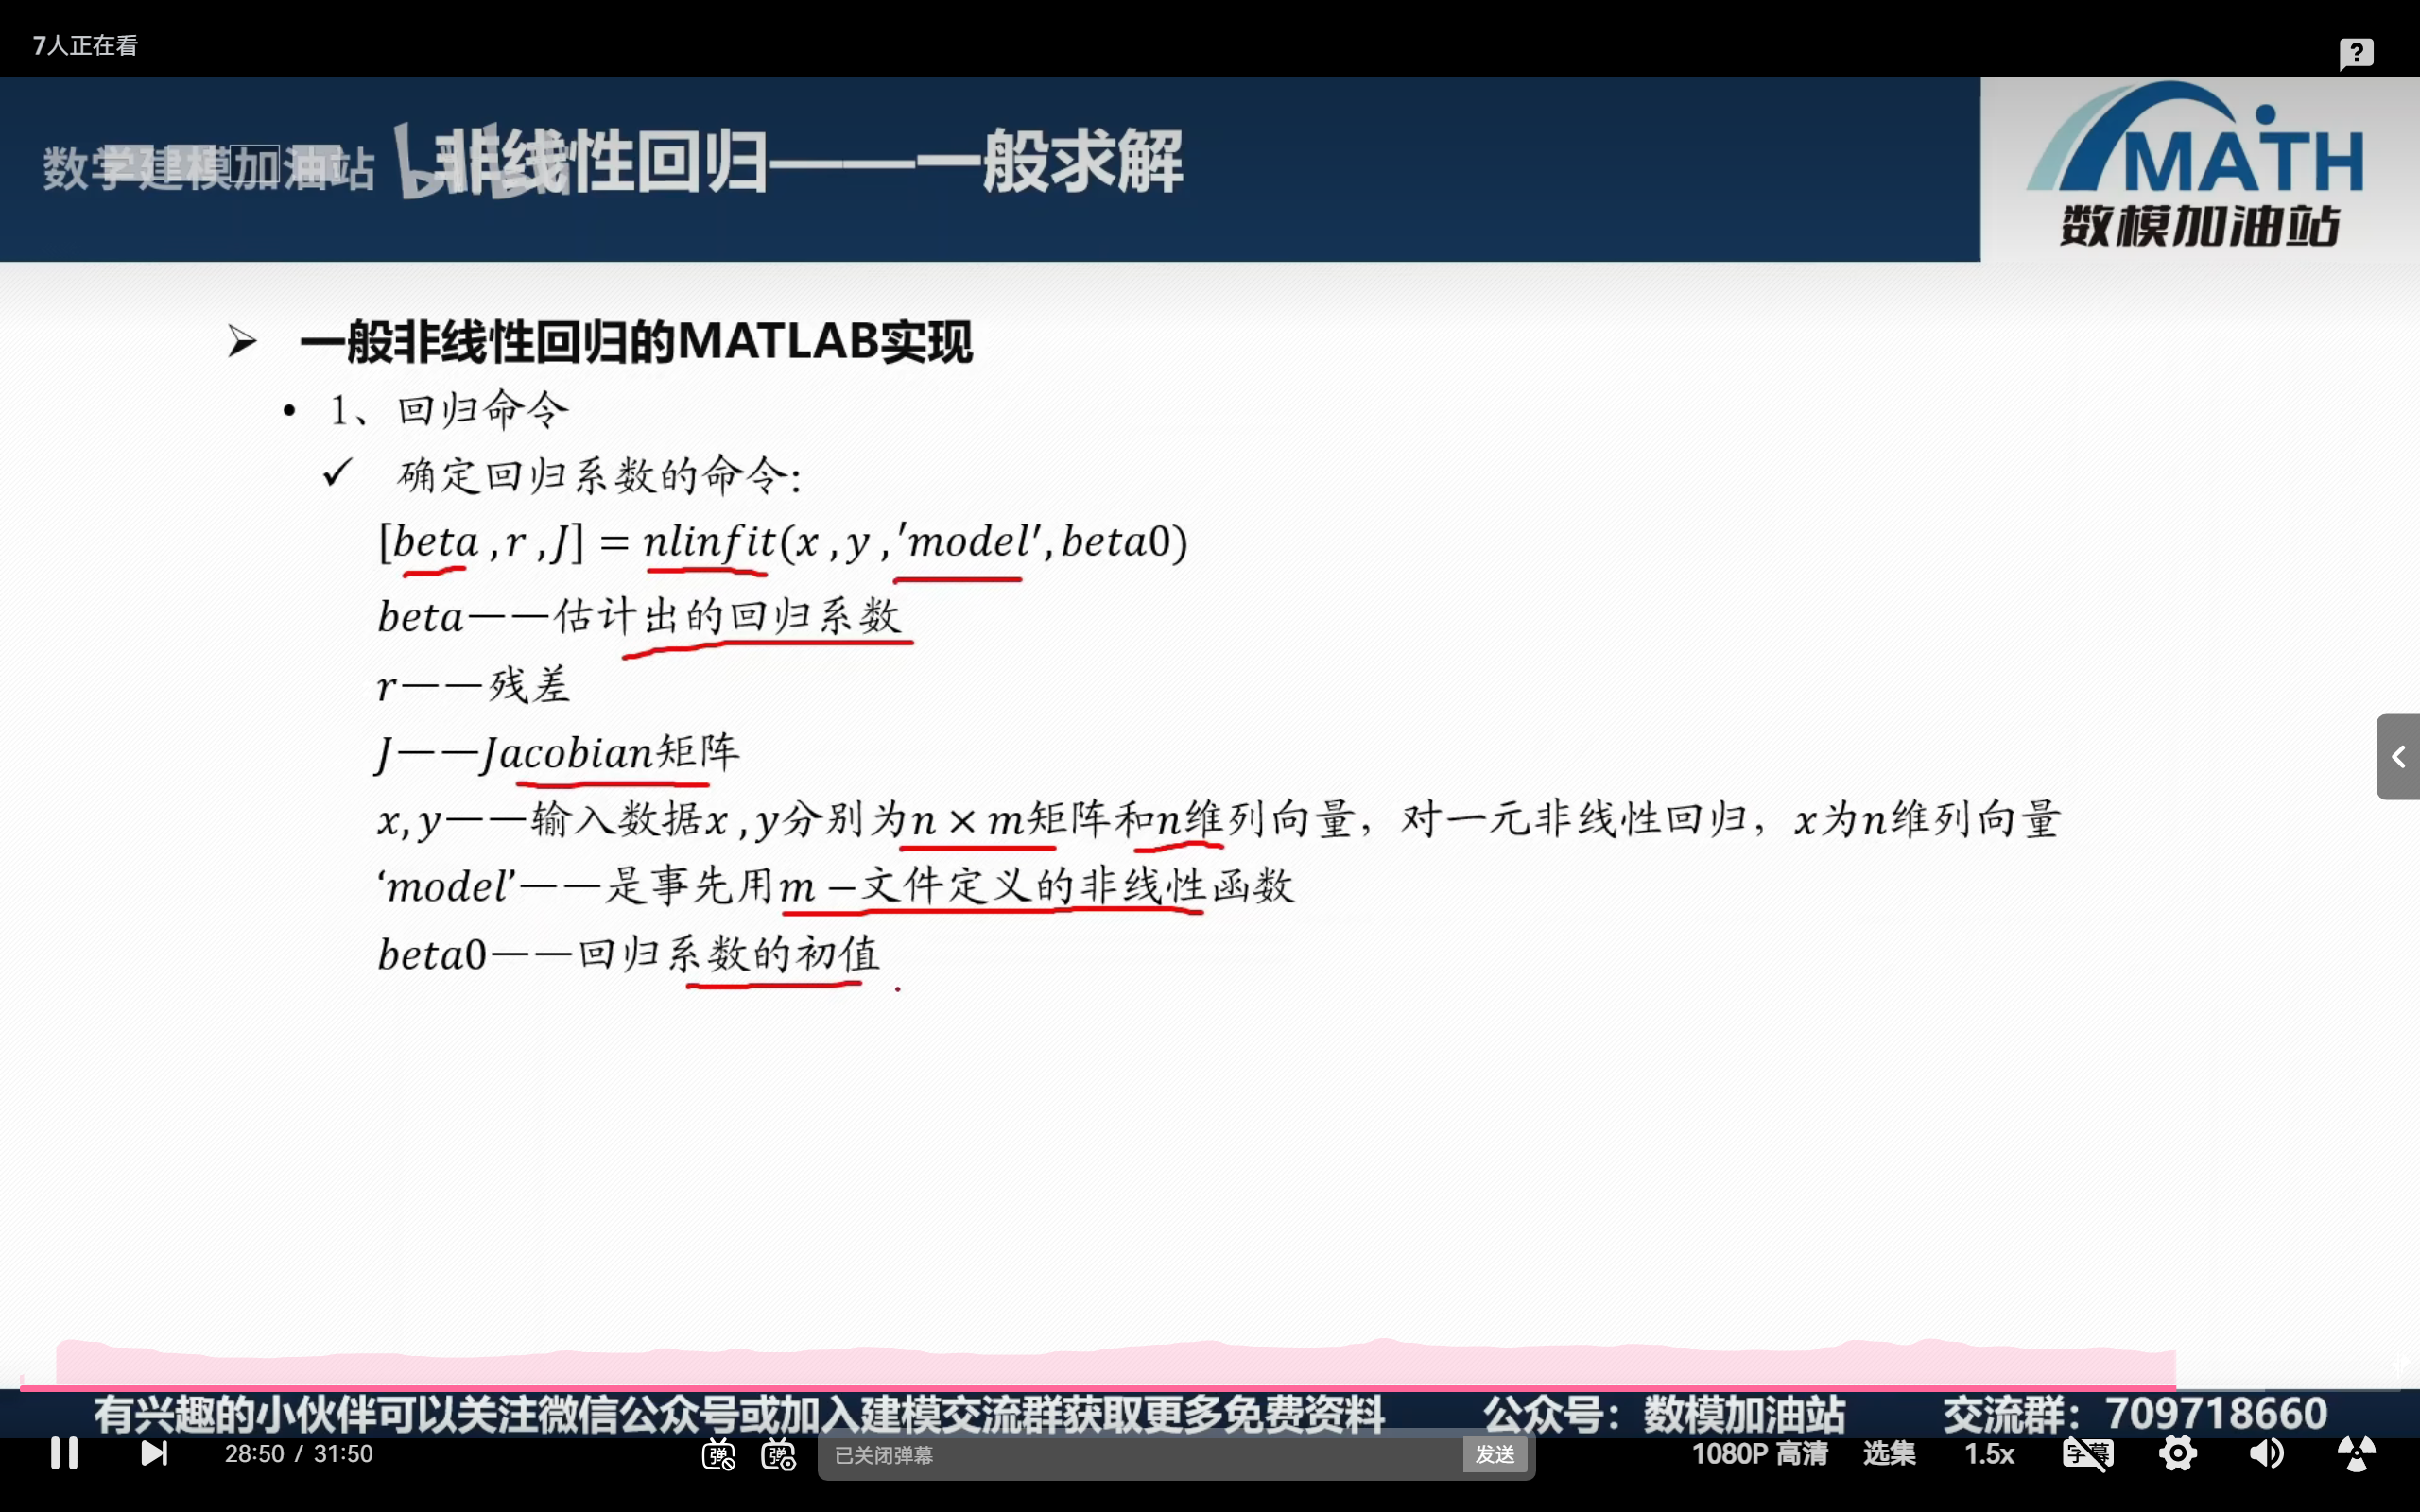 7人正在看
数学建模加油站
非线性回归———一般求解
MATH
数模加油站
➢ 一般非线性回归的MATLAB实现
• 1、回归命令
✓ 确定回归系数的命令:
[beta ,r ,J] = nlinfit(x ,y ,'model', beta0)
beta——估计出的回归系数
r——残差
J——Jacobian矩阵
x, y——输入数据x ,y分别为n × m矩阵和n维列向量，对一元非线性回归，x为n维列向量
‘model’——是事先用m −文件定义的非线性函数
beta0——回归系数的初值
有兴趣的小伙伴可以关注微信公众号或加入建模交流群获取更多免费资料 公众号：数模加油站 交流群：709718660
28:50 / 31:50 弹 弹 已关闭弹幕 发送 1080P 高清 选集 1.5x 字幕